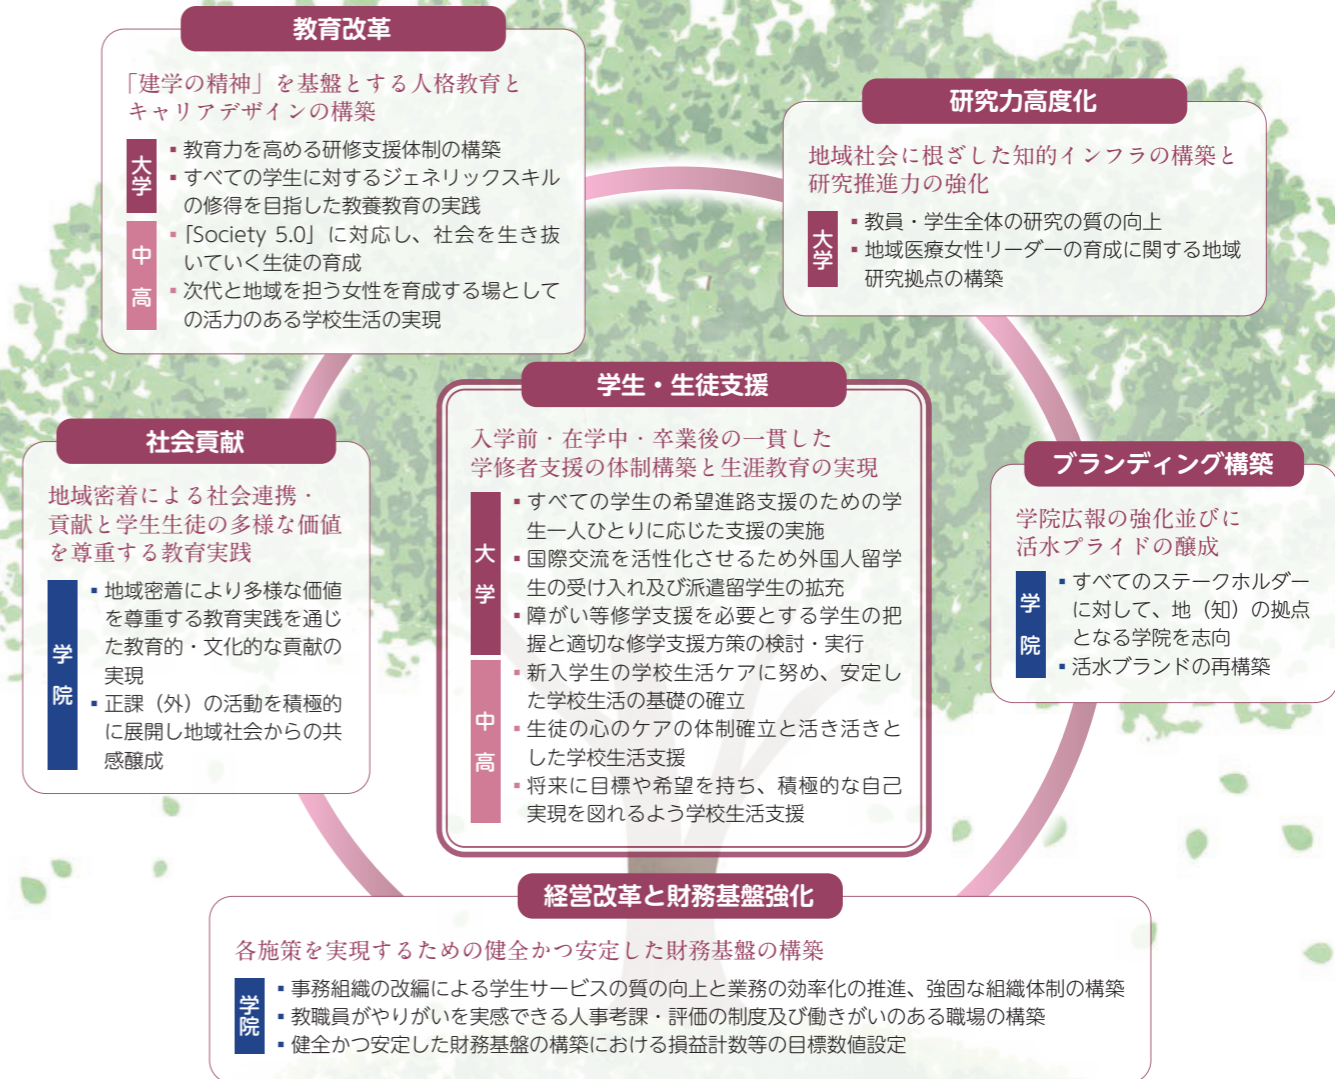 教育改革
「建学の精神」を基盤とする人格教育と
キャリアデザインの構築
大学
▪教育力を高める研修支援体制の構築
▪すべての学生に対するジェネリックスキル
の修得を目指した教養教育の実践
中高
▪「Society 5.0」に対応し、社会を生き抜
いていく生徒の育成
▪次代と地域を担う女性を育成する場として
の活力のある学校生活の実現
研究力高度化
地域社会に根ざした知的インフラの構築と
研究推進力の強化
大学
▪教員・学生全体の研究の質の向上
▪地域医療女性リーダーの育成に関する地域
研究拠点の構築
社会貢献
地域密着による社会連携・
貢献と学生生徒の多様な価値
を尊重する教育実践
学院
▪地域密着により多様な価値
を尊重する教育実践を通じ
た教育的・文化的な貢献の
実現
▪正課（外）の活動を積極的
に展開し地域社会からの共
感醸成
学生・生徒支援
入学前・在学中・卒業後の一貫した
学修者支援の体制構築と生涯教育の実現
大学
▪すべての学生の希望進路支援のための学
生一人ひとりに応じた支援の実施
▪国際交流を活性化させるため外国人留学
生の受け入れ及び派遣留学生の拡充
▪障がい等修学支援を必要とする学生の把
握と適切な修学支援方策の検討・実行
中高
▪新入学生の学校生活ケアに努め、安定し
た学校生活の基礎の確立
▪生徒の心のケアの体制確立と活き活きと
した学校生活支援
▪将来に目標や希望を持ち、積極的な自己
実現を図れるよう学校生活支援
ブランディング構築
学院広報の強化並びに
活水プライドの醸成
学院
▪すべてのステークホルダー
に対して、地（知）の拠点
となる学院を志向
▪活水ブランドの再構築
経営改革と財務基盤強化
各施策を実現するための健全かつ安定した財務基盤の構築
学院
▪事務組織の改編による学生サービスの質の向上と業務の効率化の推進、強固な組織体制の構築
▪教職員がやりがいを実感できる人事考課・評価の制度及び働きがいのある職場の構築
▪健全かつ安定した財務基盤の構築における損益計数等の目標数値設定